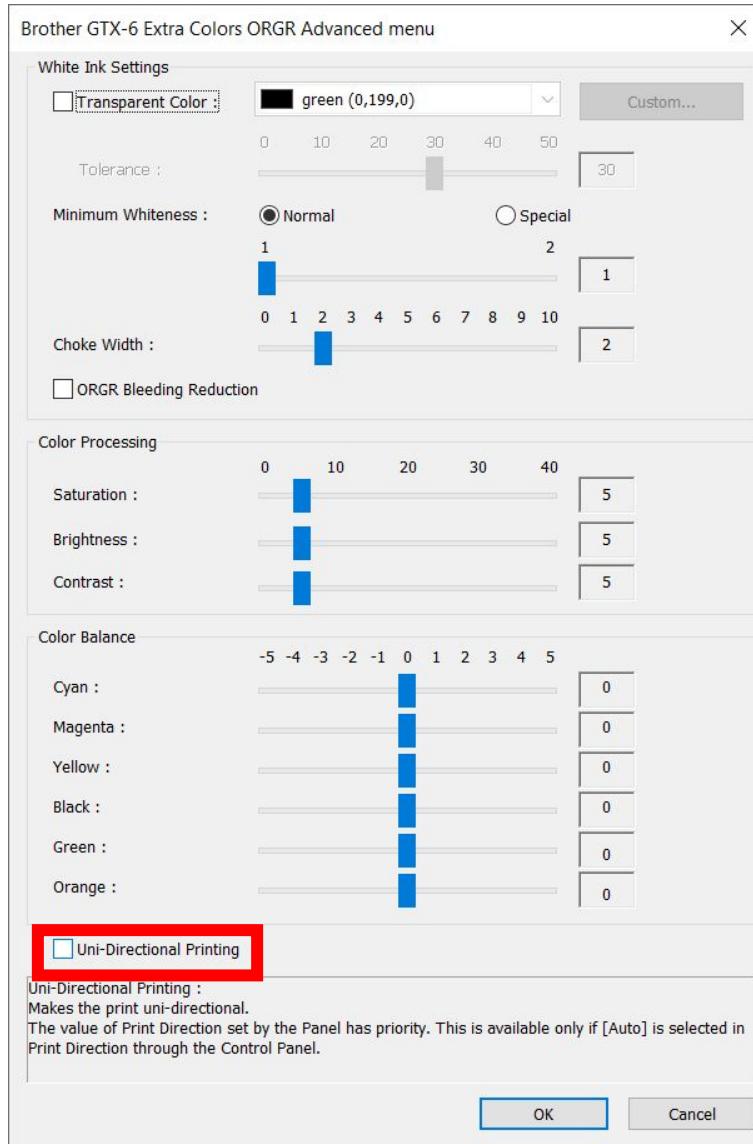 Brother GTX-6 Extra Colors ORGR Advanced menu
White Ink Settings
Transparent Color : green (0,199,0) Custom...
0 10 20 30 40 50
Tolerance : 30
Minimum Whiteness : Normal Special
1 2
1
0 1 2 3 4 5 6 7 8 9 10
Choke Width : 2
ORGR Bleeding Reduction
Color Processing
0 10 20 30 40
Saturation : 5
Brightness : 5
Contrast : 5
Color Balance
-5 -4 -3 -2 -1 0 1 2 3 4 5
Cyan : 0
Magenta : 0
Yellow : 0
Black : 0
Green : 0
Orange : 0
Uni-Directional Printing
Uni-Directional Printing :
Makes the print uni-directional.
The value of Print Direction set by the Panel has priority. This is available only if [Auto] is selected in
Print Direction through the Control Panel.
OK Cancel